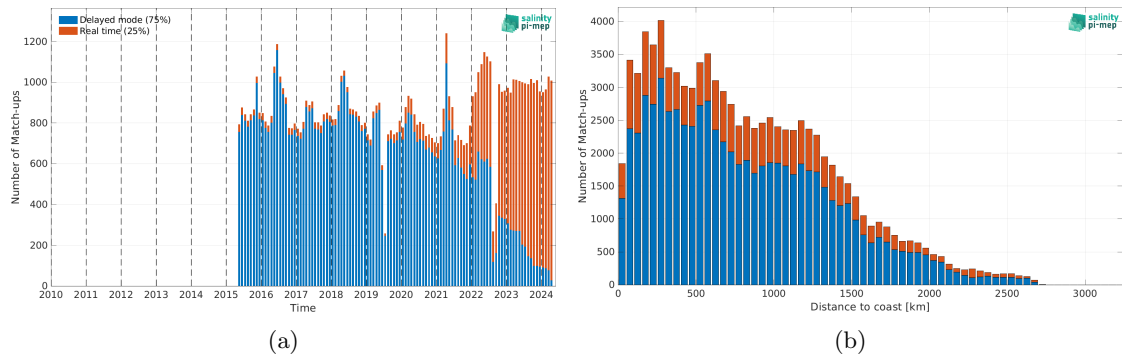 Delayed mode (75%)
Real time (25%)
salinity
pi-mep
Number of Match-ups
1200
1000
800
600
400
200
0
2010 2011 2012 2013 2014 2015 2016 2017 2018 2019 2020 2021 2022 2023 2024
Time
(a)
salinity
pi-mep
Number of Match-ups
4000
3500
3000
2500
2000
1500
1000
500
0
0 500 1000 1500 2000 2500 3000
Distance to coast [km]
(b)